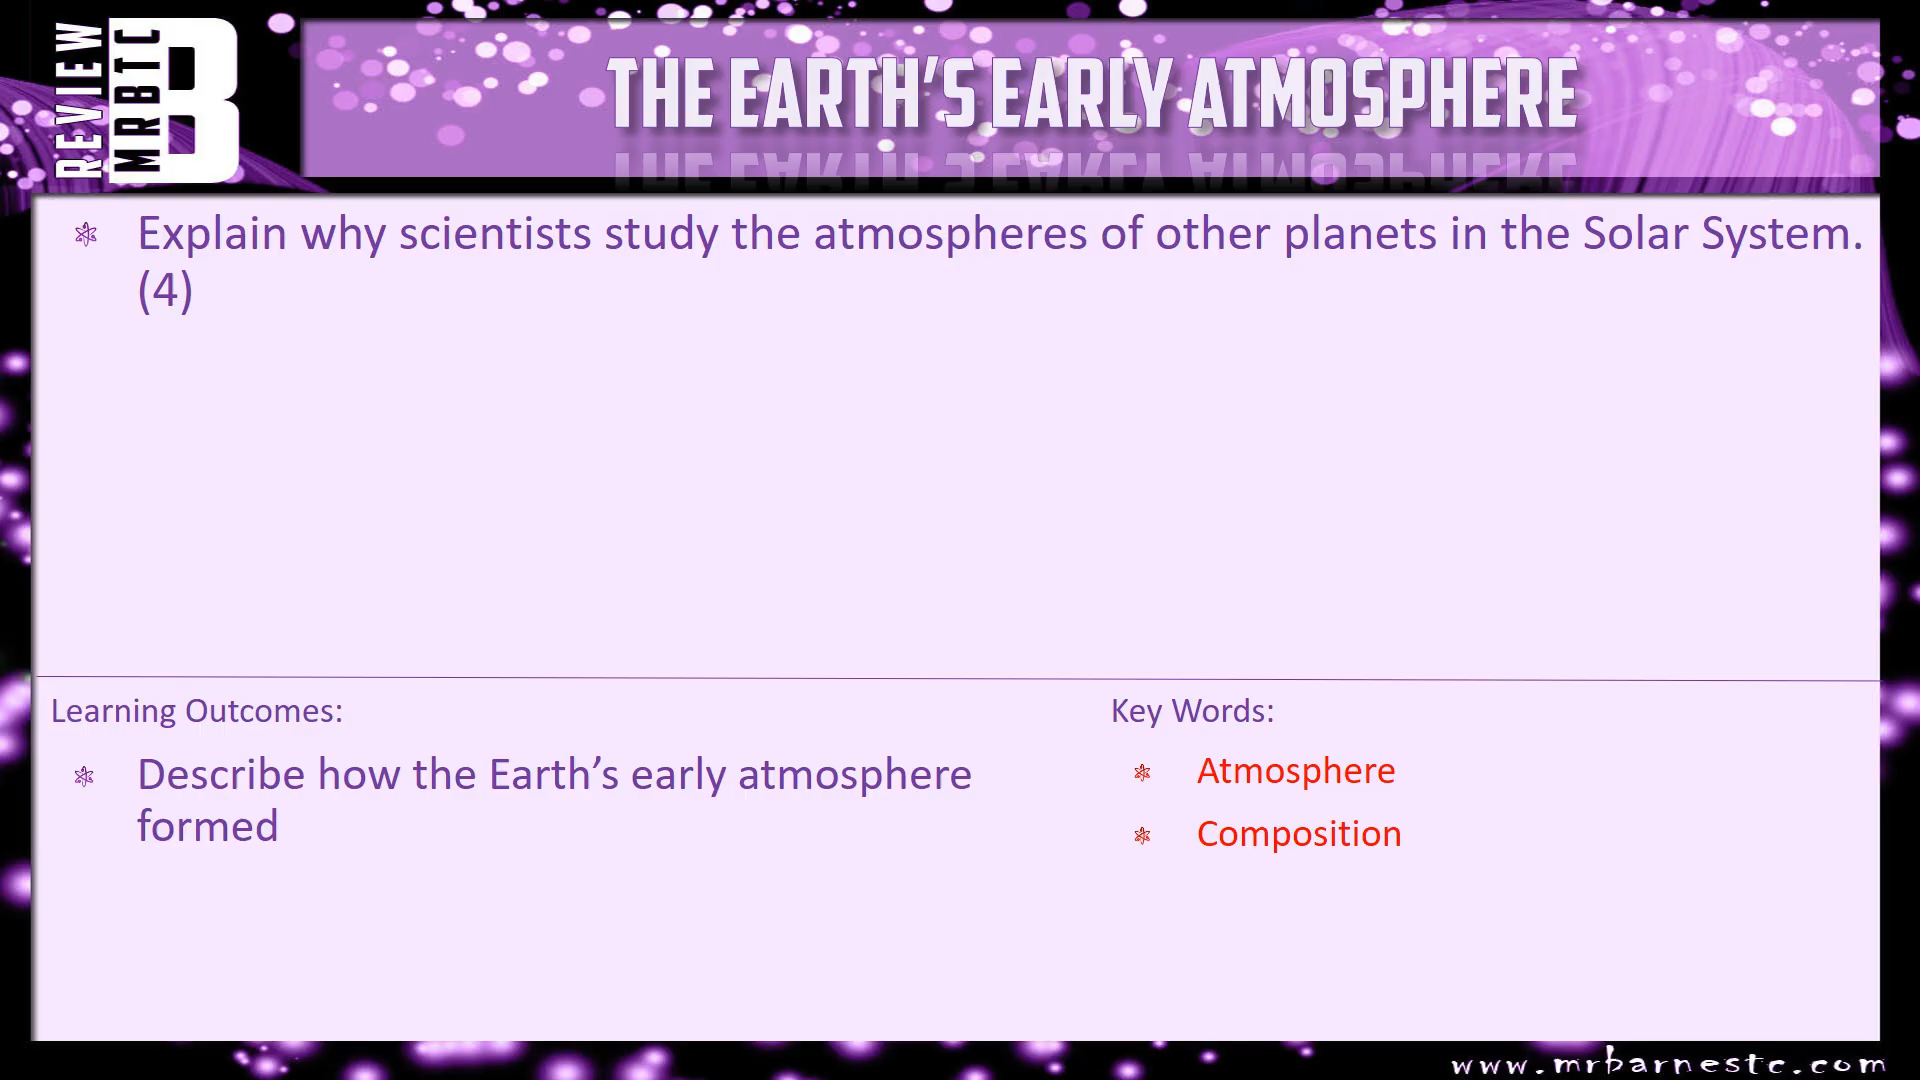 REVIEW
MRBTC
B
THE EARTH’S EARLY ATMOSPHERE
Explain why scientists study the atmospheres of other planets in the Solar System.
(4)
Learning Outcomes:
Describe how the Earth’s early atmosphere
formed
Key Words:
Atmosphere
Composition
www.mrbarnestc.com